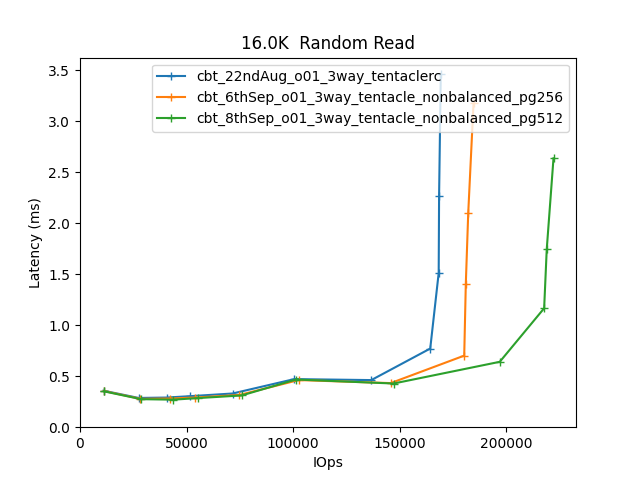 16.0K  Random Read
cbt_22ndAug_o01_3way_tentaclerc
cbt_6thSep_o01_3way_tentacle_nonbalanced_pg256
cbt_8thSep_o01_3way_tentacle_nonbalanced_pg512
3.5
3.0
2.5
2.0
1.5
1.0
0.5
0.0
Latency (ms)
0
50000
100000
150000
200000
IOps